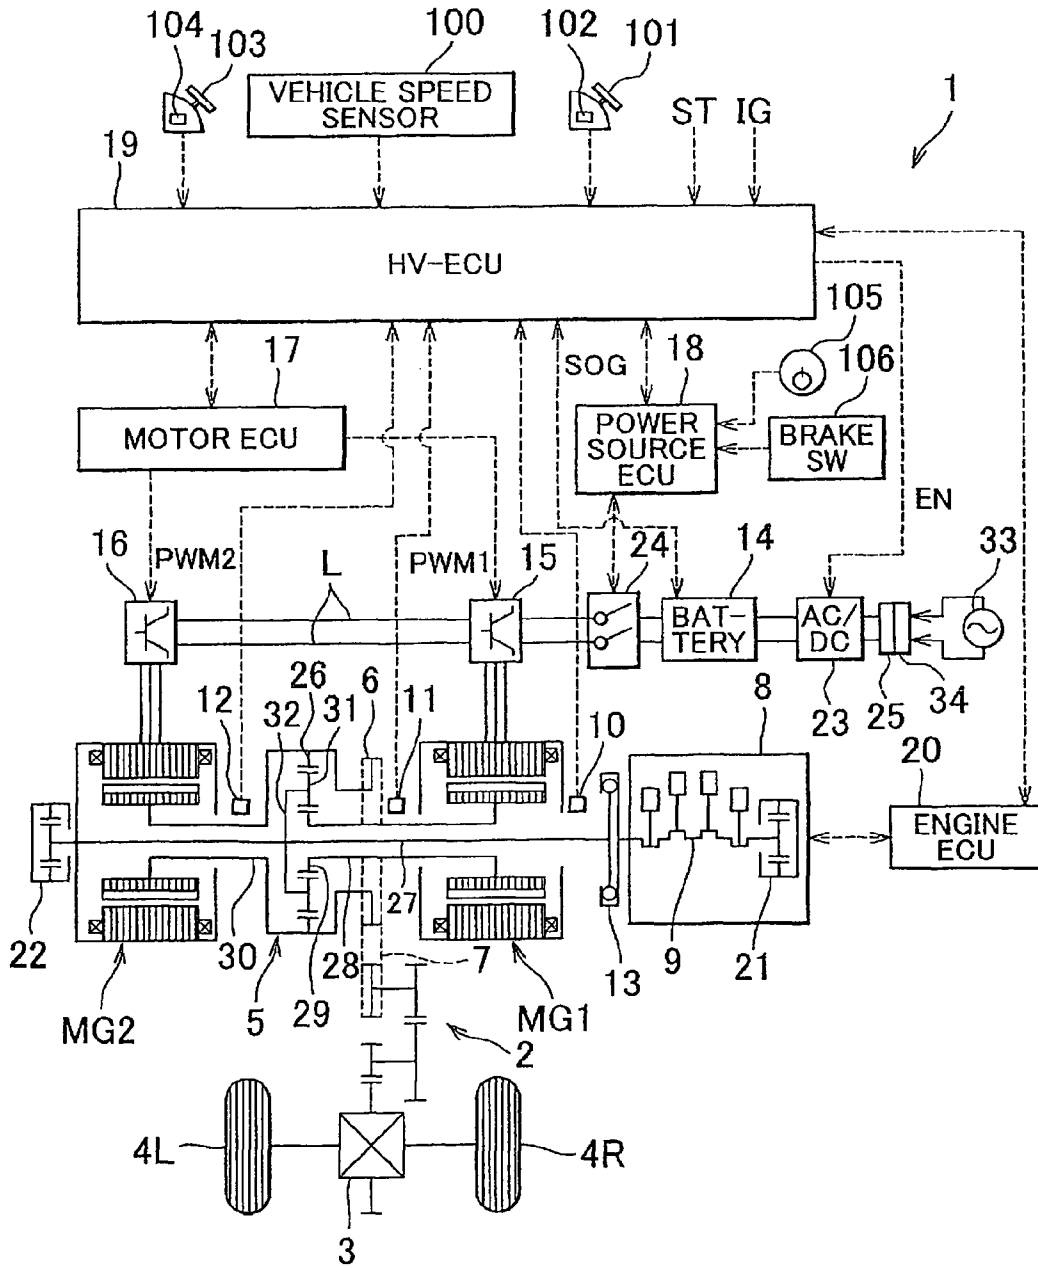 104
103
100
102
101
VEHICLE SPEED
SENSOR
ST IG
1
19
HV-ECU
105
17
SOG
18
106
MOTOR ECU
POWER
SOURCE
ECU
BRAKE
SW
EN
16
PWM2
L
PWM1
15
24
14
33
BAT-
TERY
AC/
DC
26
6
8
12
32
31
11
10
23
25
34
20
ENGINE
ECU
22
30
28
27
7
13
9
21
5
29
MG2
MG1
2
4L
4R
3